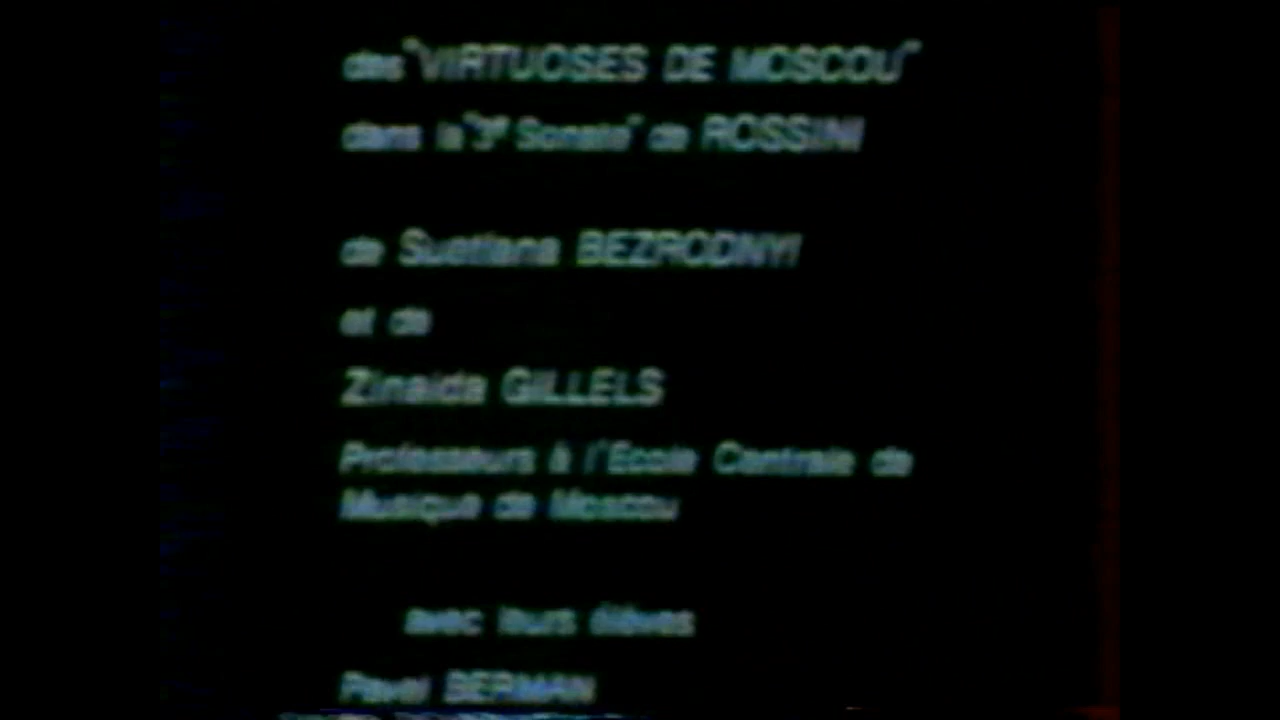 des "VIRTUOSES DE MOSCOU"
dans la "3e Sonate" de ROSSINI
de Suetlana BEZRODNYI
et de
Zinaida GILLELS
Professeurs à l'Ecole Centrale de
Musique de Moscou
avec leurs élèves
Pavel BERMAN